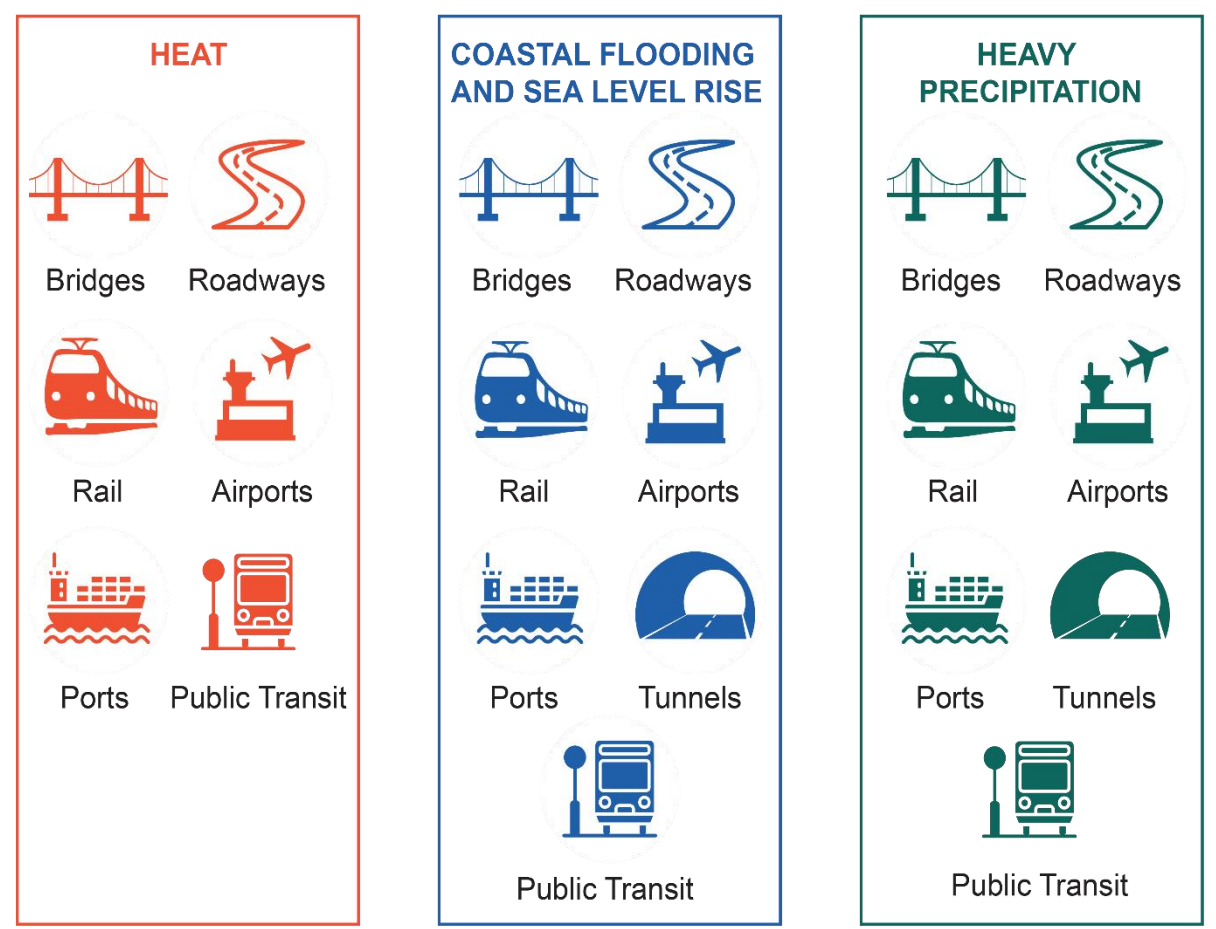 HEAT
Bridges
Roadways
Rail
Airports
Ports
Public Transit
COASTAL FLOODING
AND SEA LEVEL RISE
Bridges
Roadways
Rail
Airports
Ports
Tunnels
Public Transit
HEAVY
PRECIPITATION
Bridges
Roadways
Rail
Airports
Ports
Tunnels
Public Transit